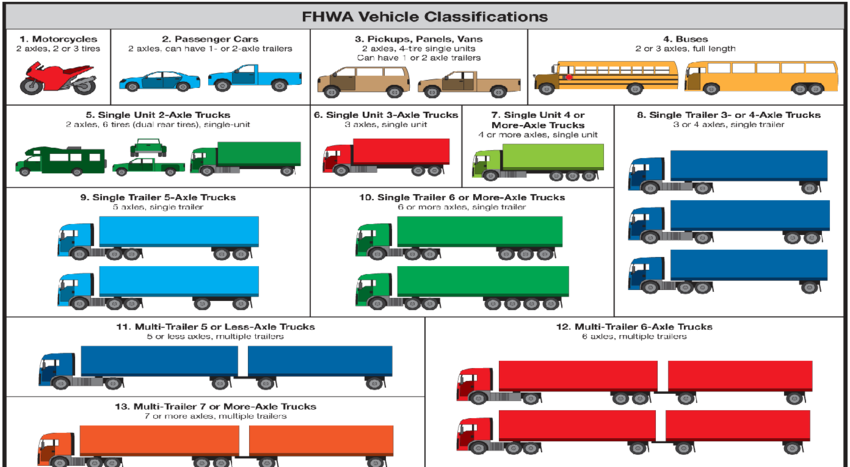 FHWA Vehicle Classifications
1. Motorcycles
2 axles, 2 or 3 tires
2. Passenger Cars
2 axles, can have 1- or 2-axle trailers
3. Pickups, Panels, Vans
2 axles, 4-tire single units
Can have 1 or 2 axle trailers
4. Buses
2 or 3 axles, full length
5. Single Unit 2-Axle Trucks
2 axles, 6 tires (dual rear tires), single-unit
6. Single Unit 3-Axle Trucks
3 axles, single unit
7. Single Unit 4 or
More-Axle Trucks
4 or more axles, single unit
8. Single Trailer 3- or 4-Axle Trucks
3 or 4 axles, single trailer
9. Single Trailer 5-Axle Trucks
5 axles, single trailer
10. Single Trailer 6 or More-Axle Trucks
6 or more axles, single trailer
11. Multi-Trailer 5 or Less-Axle Trucks
5 or less axles, multiple trailers
12. Multi-Trailer 6-Axle Trucks
6 axles, multiple trailers
13. Multi-Trailer 7 or More-Axle Trucks
7 or more axles, multiple trailers